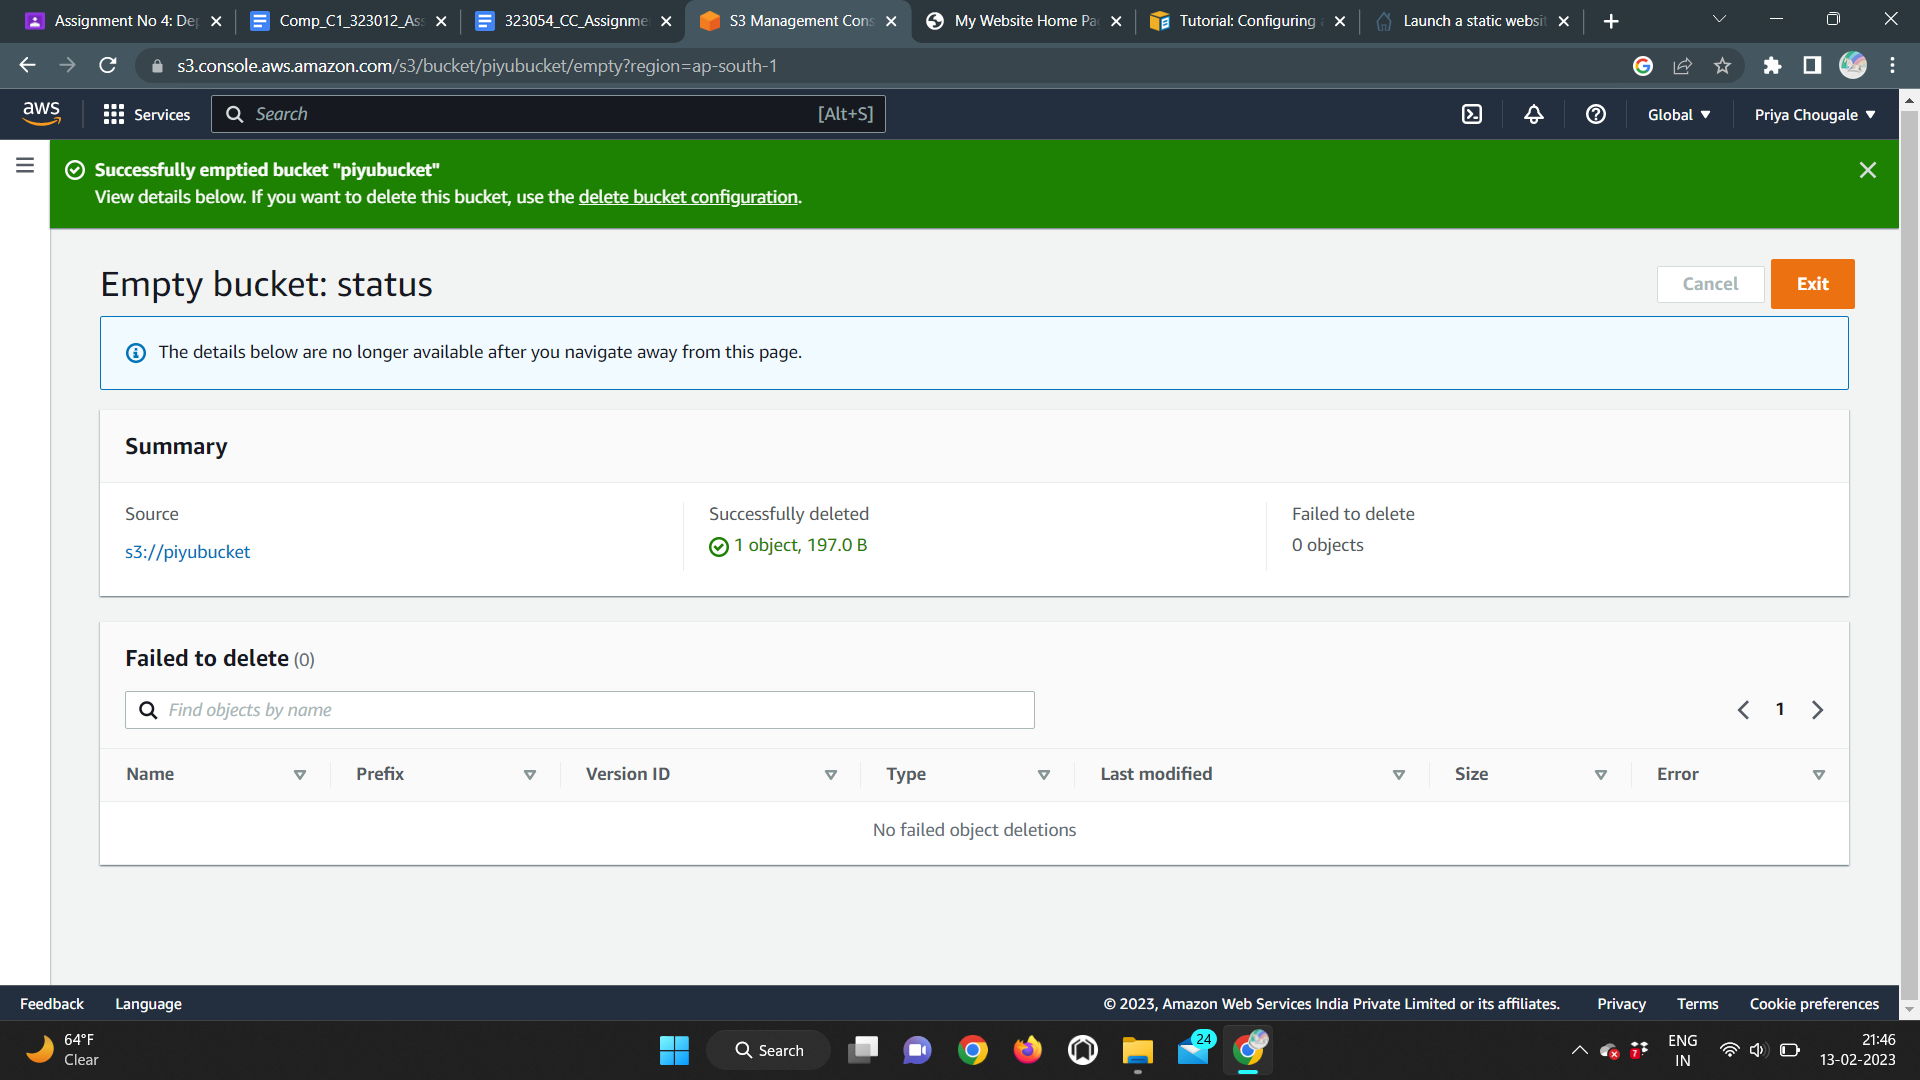 Assignment No 4: Dep
Comp_C1_323012_Ass
323054_CC_Assignme
S3 Management Cons
My Website Home Pa
Tutorial: Configuring a
Launch a static websit
s3.console.aws.amazon.com/s3/bucket/piyubucket/empty?region=ap-south-1
aws
Services
Search
[Alt+S]
Global
Priya Chougale
Successfully emptied bucket "piyubucket"
View details below. If you want to delete this bucket, use the delete bucket configuration.
Empty bucket: status
Cancel
Exit
The details below are no longer available after you navigate away from this page.
Summary
Source
Successfully deleted
Failed to delete
s3://piyubucket
1 object, 197.0 B
0 objects
Failed to delete (0)
Find objects by name
1
Name
Prefix
Version ID
Type
Last modified
Size
Error
No failed object deletions
Feedback
Language
© 2023, Amazon Web Services India Private Limited or its affiliates.
Privacy
Terms
Cookie preferences
64°F
Clear
Search
24
7
ENG
IN
21:46
13-02-2023